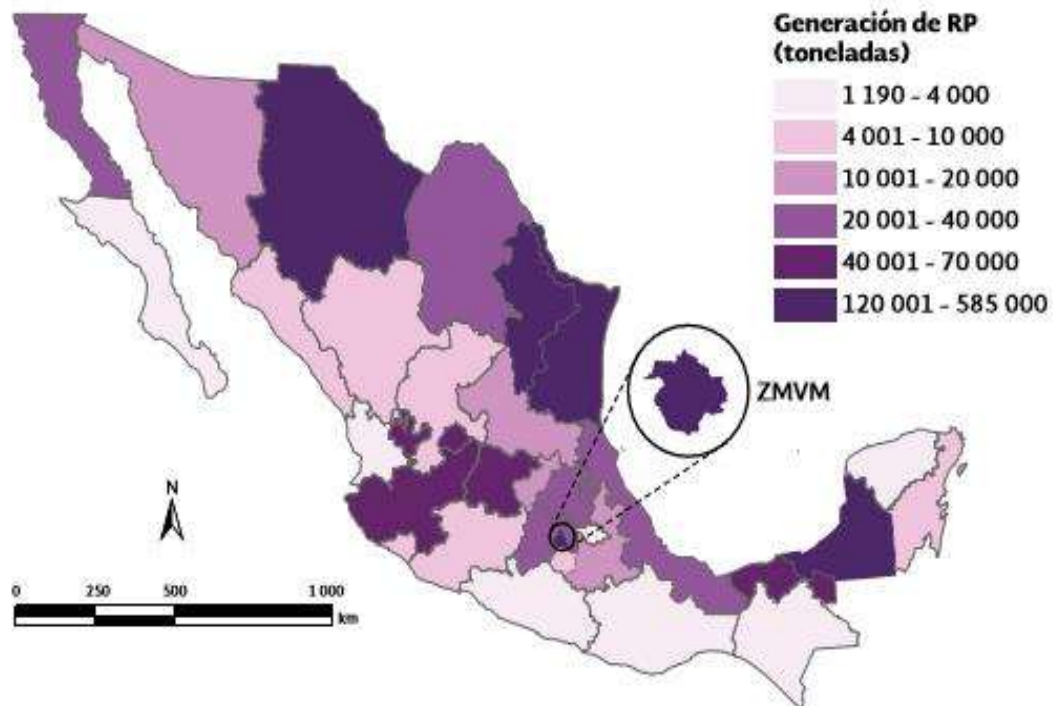 Generación de RP
(toneladas)
1 190 - 4 000
4 001 - 10 000
10 001 - 20 000
20 001 - 40 000
40 001 - 70 000
120 001 - 585 000
ZMVM
N
0 250 500 1 000
km